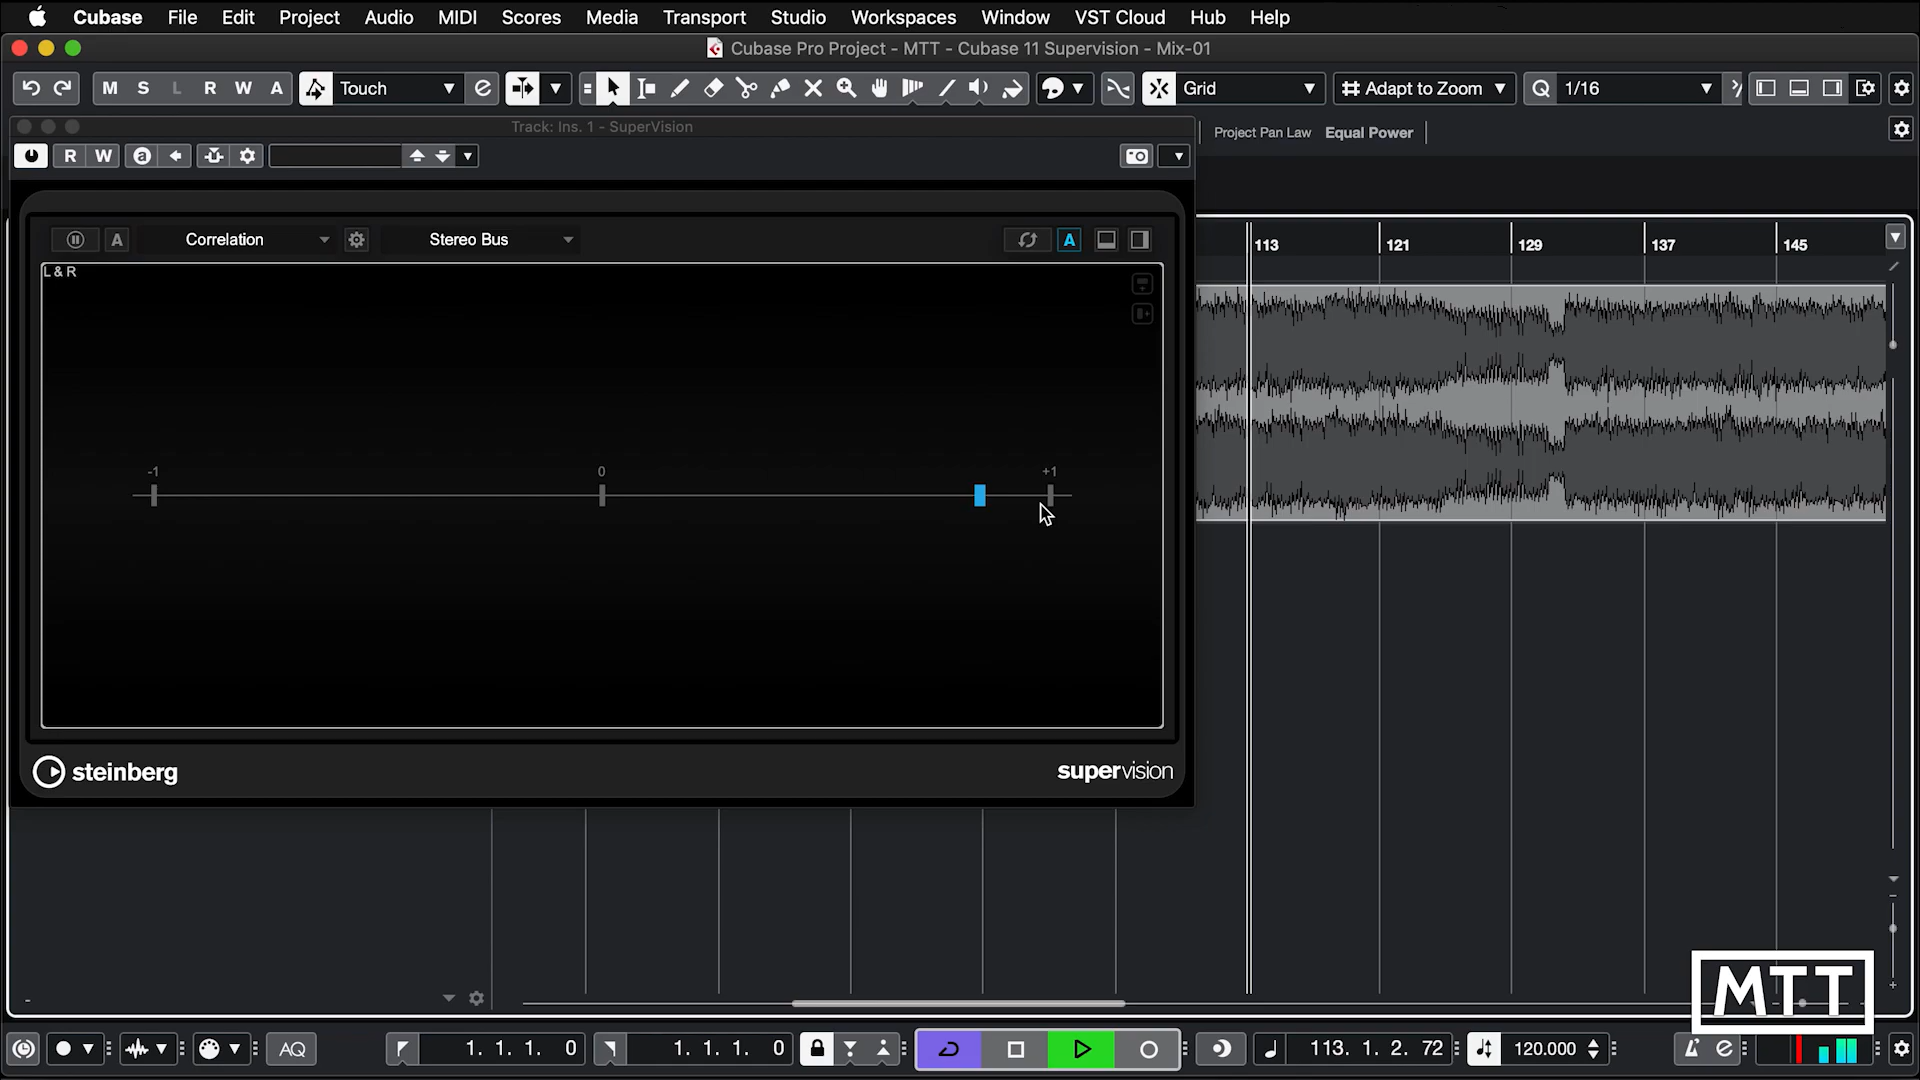 Cubase File Edit Project Audio MIDI Scores Media Transport Studio Workspaces Window VST Cloud Hub Help
Cubase Pro Project - MTT - Cubase 11 Supervision - Mix-01
M S L R W A Touch e Grid Adapt to Zoom Q 1/16
Track: Ins. 1 - SuperVision
R W a
Project Pan Law Equal Power
A Correlation Stereo Bus A
113 121 129 137 145
L & R
-1 0 +1
steinberg
supervision
MTT
AQ 1. 1. 1. 0 1. 1. 1. 0 113. 1. 2. 72 120.000 e